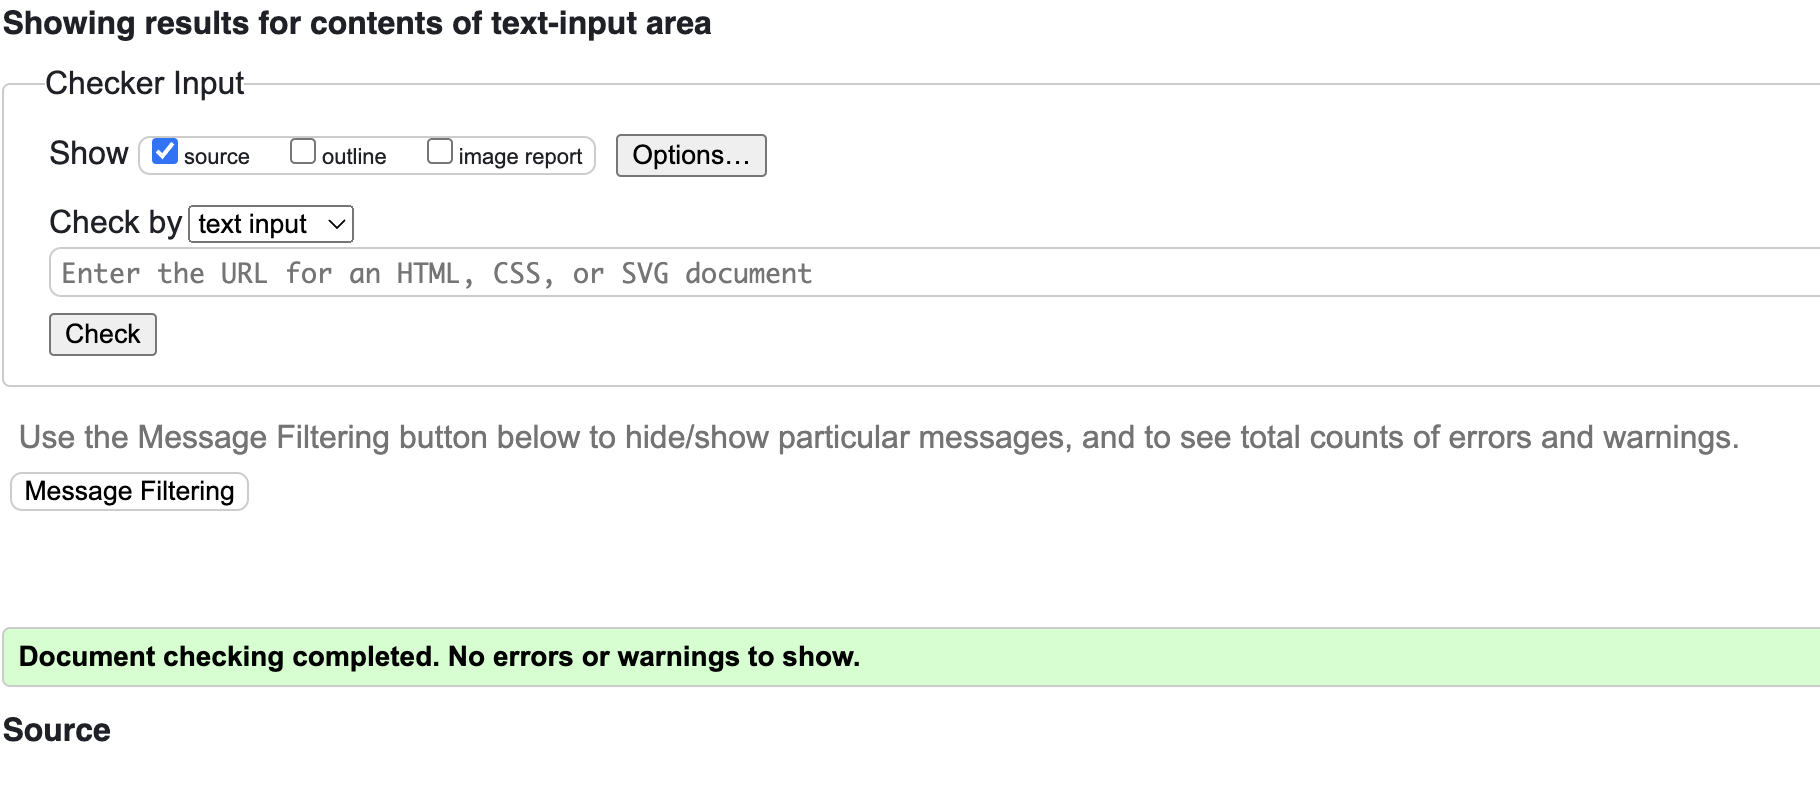 Showing results for contents of text-input area
Checker Input
Show source outline image report Options…
Check by text input
Enter the URL for an HTML, CSS, or SVG document
Check
Use the Message Filtering button below to hide/show particular messages, and to see total counts of errors and warnings.
Message Filtering
Document checking completed. No errors or warnings to show.
Source